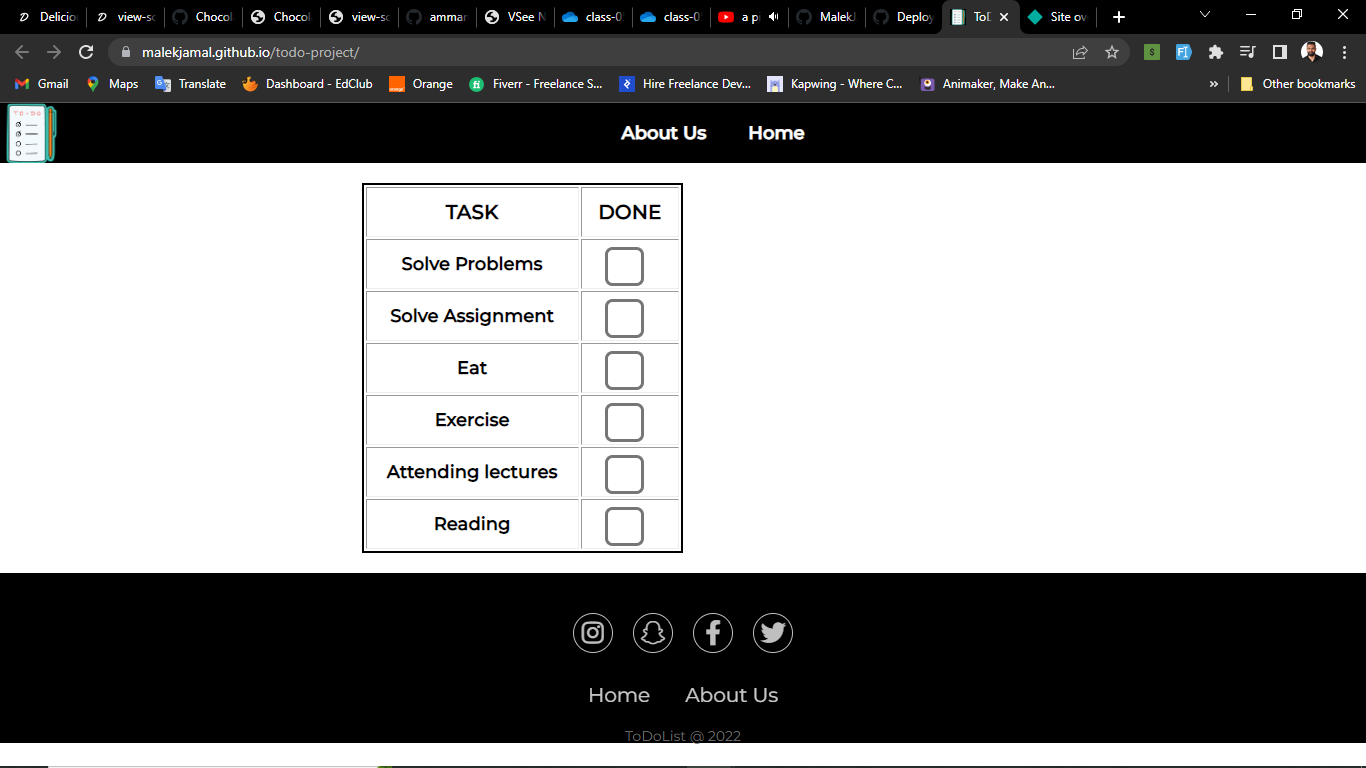 Delicio view-sc Chocol Chocol view-sc ammar VSee N class-0 class-0 a p MalekJ Deploy ToD Site ov
malekjamal.github.io/todo-project/
Gmail Maps Translate Dashboard - EdClub Orange Fiverr - Freelance S... Hire Freelance Dev... Kapwing - Where C... Animaker, Make An... » Other bookmarks
TO-DO
About Us Home
TASK DONE
Solve Problems
Solve Assignment
Eat
Exercise
Attending lectures
Reading
Home About Us
ToDoList @ 2022